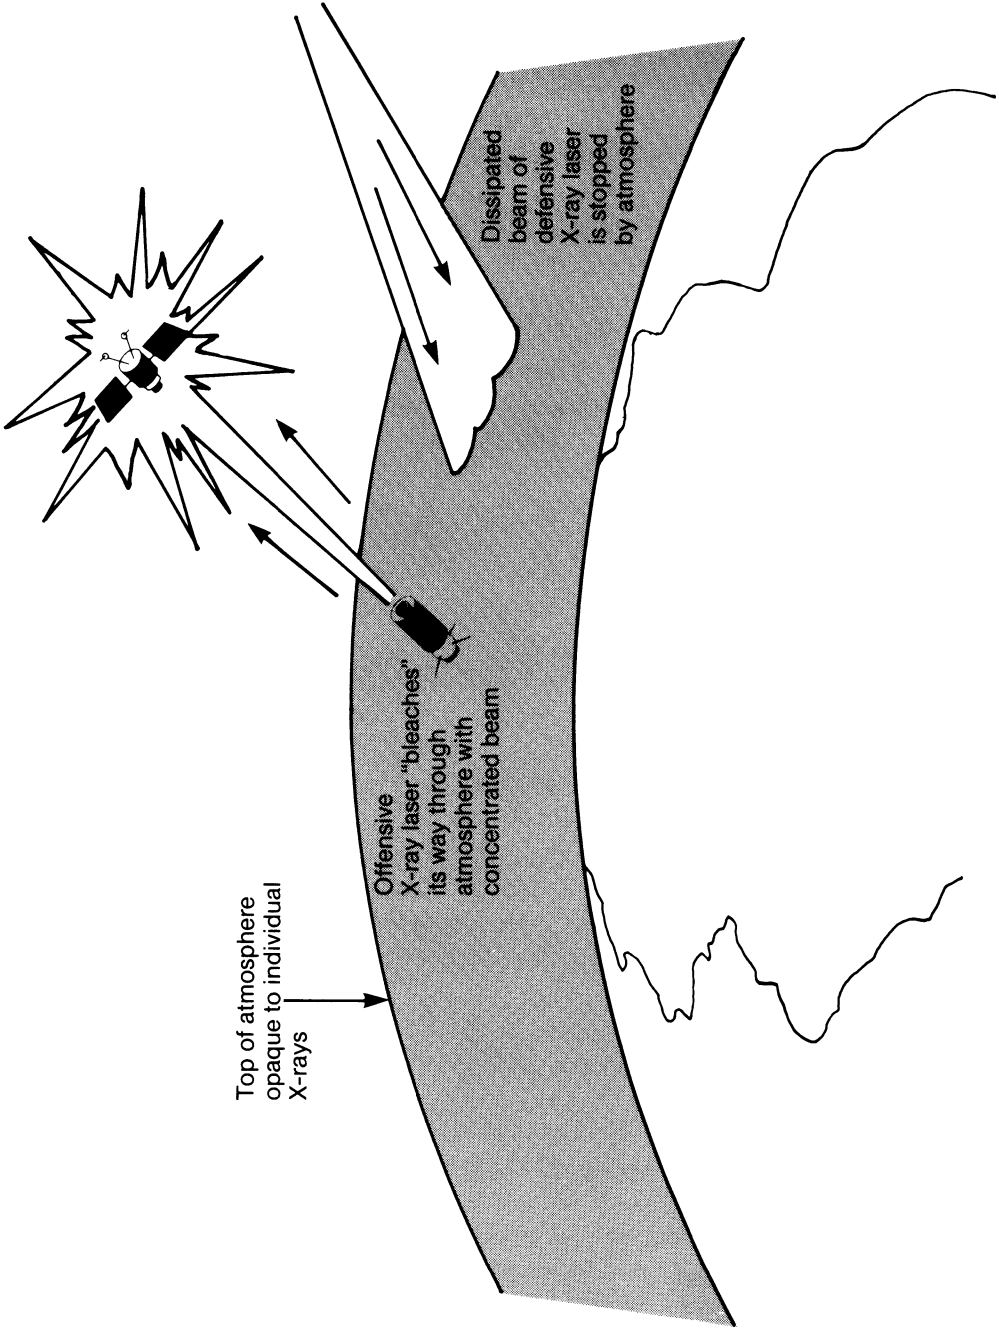 Top of atmosphere
opaque to individual
X-rays
Offensive
X-ray laser "bleaches"
its way through
atmosphere with
concentrated beam
Dissipated
beam of
defensive
X-ray laser
is stopped
by atmosphere